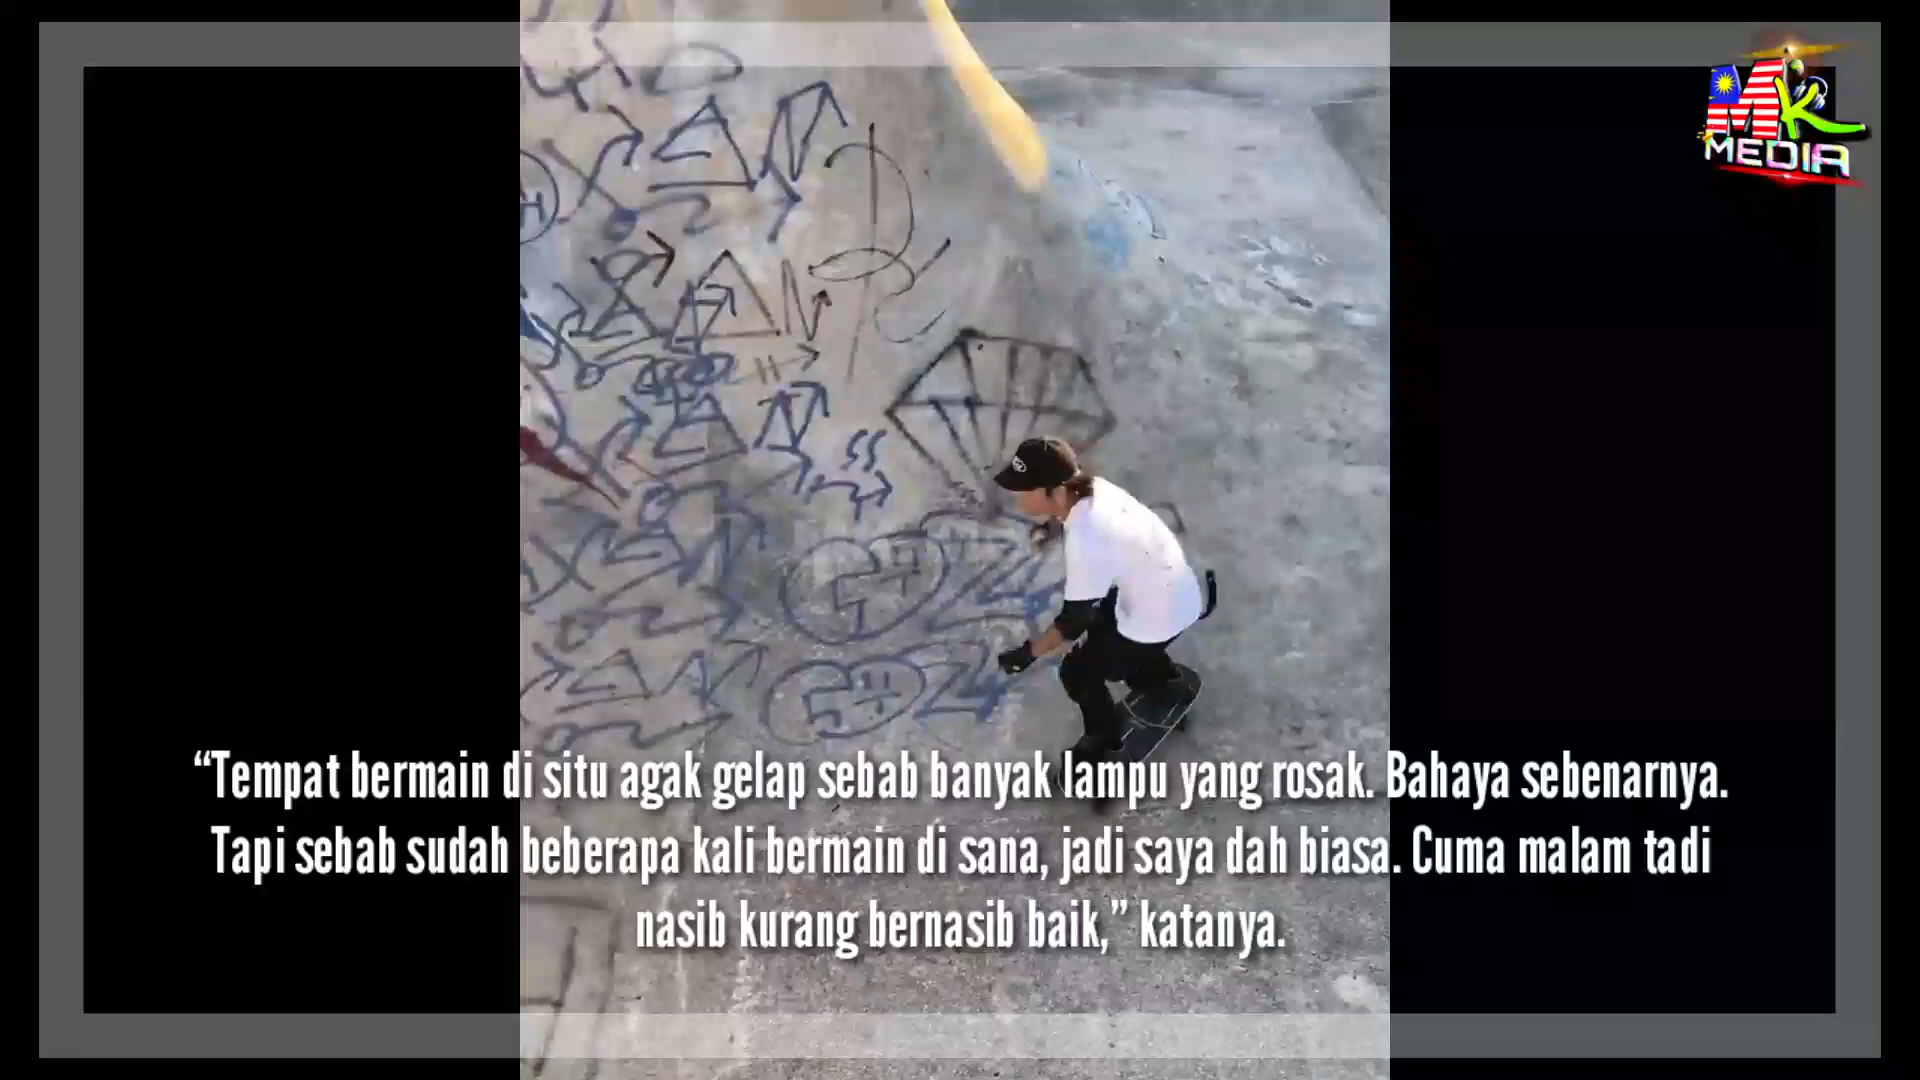 MK
MEDIA
“Tempat bermain di situ agak gelap sebab banyak lampu yang rosak. Bahaya sebenarnya.
Tapi sebab sudah beberapa kali bermain di sana, jadi saya dah biasa. Cuma malam tadi
nasib kurang bernasib baik,” katanya.